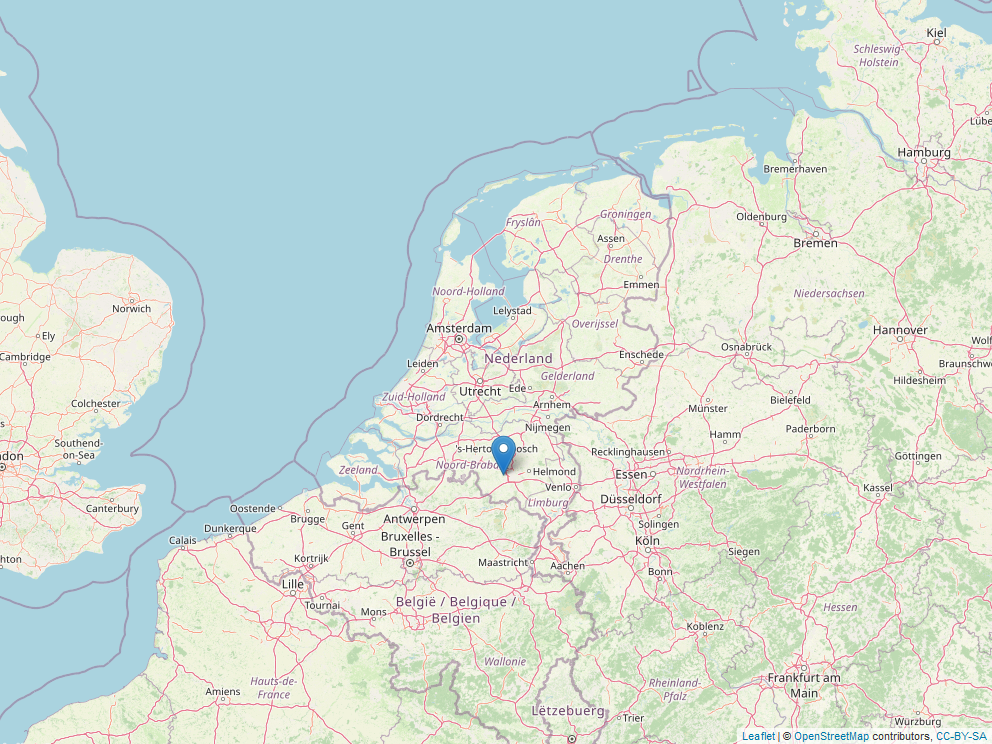 Kiel
Schleswig-
Holstein
Lübe
Hamburg
Bremerhaven
Groningen
Fryslân
Oldenburg
Assen
Bremen
Drenthe
Emmen
Noord-Holland
Niedersachsen
Norwich
Lelystad
ough
Overijssel
Amsterdam
Hannover
Ely
Wolf
Osnabrück
Cambridge
Nederland
Enschede
Leiden
Braunschw
Gelderland
Hildesheim
Utrecht
Ede
Zuid-Holland
Bielefeld
Colchester
Arnhem
Münster
Dordrecht
Nijmegen
Paderborn
Hamm
Southend-
on-Sea
's-Herto
osch
Recklinghausen
ndon
Göttingen
Noord-Braba
Zeeland
Helmond
Essen
Nordrhein-
Westfalen
Venlo
Kassel
Limburg
Düsseldorf
Canterbury
Oostende
Brugge
Antwerpen
Solingen
Dunkerque
Gent
hton
Calais
Bruxelles -
Brussel
Köln
Siegen
Kortrijk
Maastricht
Aachen
Bonn
Lille
België / Belgique /
Belgien
Tournai
Mons
Hessen
Koblenz
Wallonie
Hauts-de-
France
Rheinland-
Pfalz
Frankfurt am
Main
Amiens
Lëtzebuerg
Trier
Würzburg
Leaflet | © OpenStreetMap contributors, CC-BY-SA